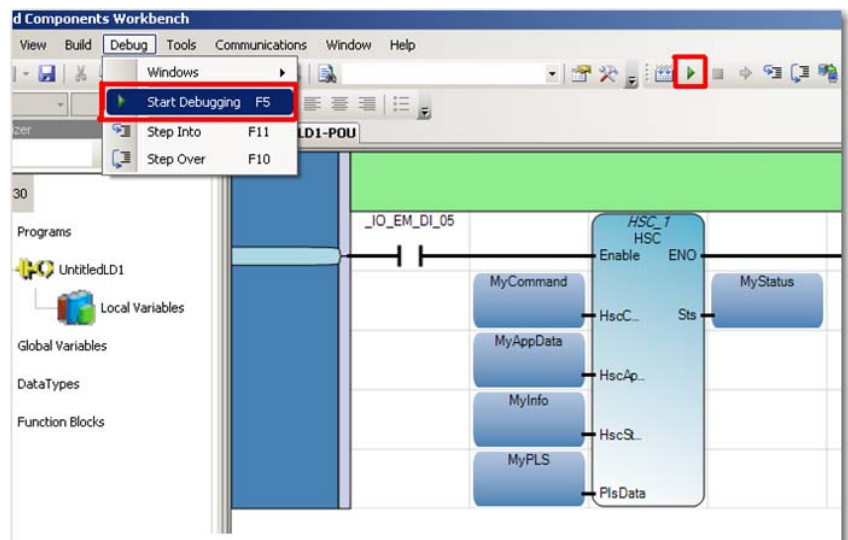 d Components Workbench
View Build Debug Tools Communications Window Help
Windows
Start Debugging F5
Step Into F11
Step Over F10
zer
LD1-POU
30
Programs
UntitledLD1
Local Variables
Global Variables
DataTypes
Function Blocks
_IO_EM_DI_05
HSC_1
HSC
Enable ENO
MyCommand
HscC...
Sts
MyStatus
MyAppData
HscAp...
MyInfo
HscSt...
MyPLS
PlsData